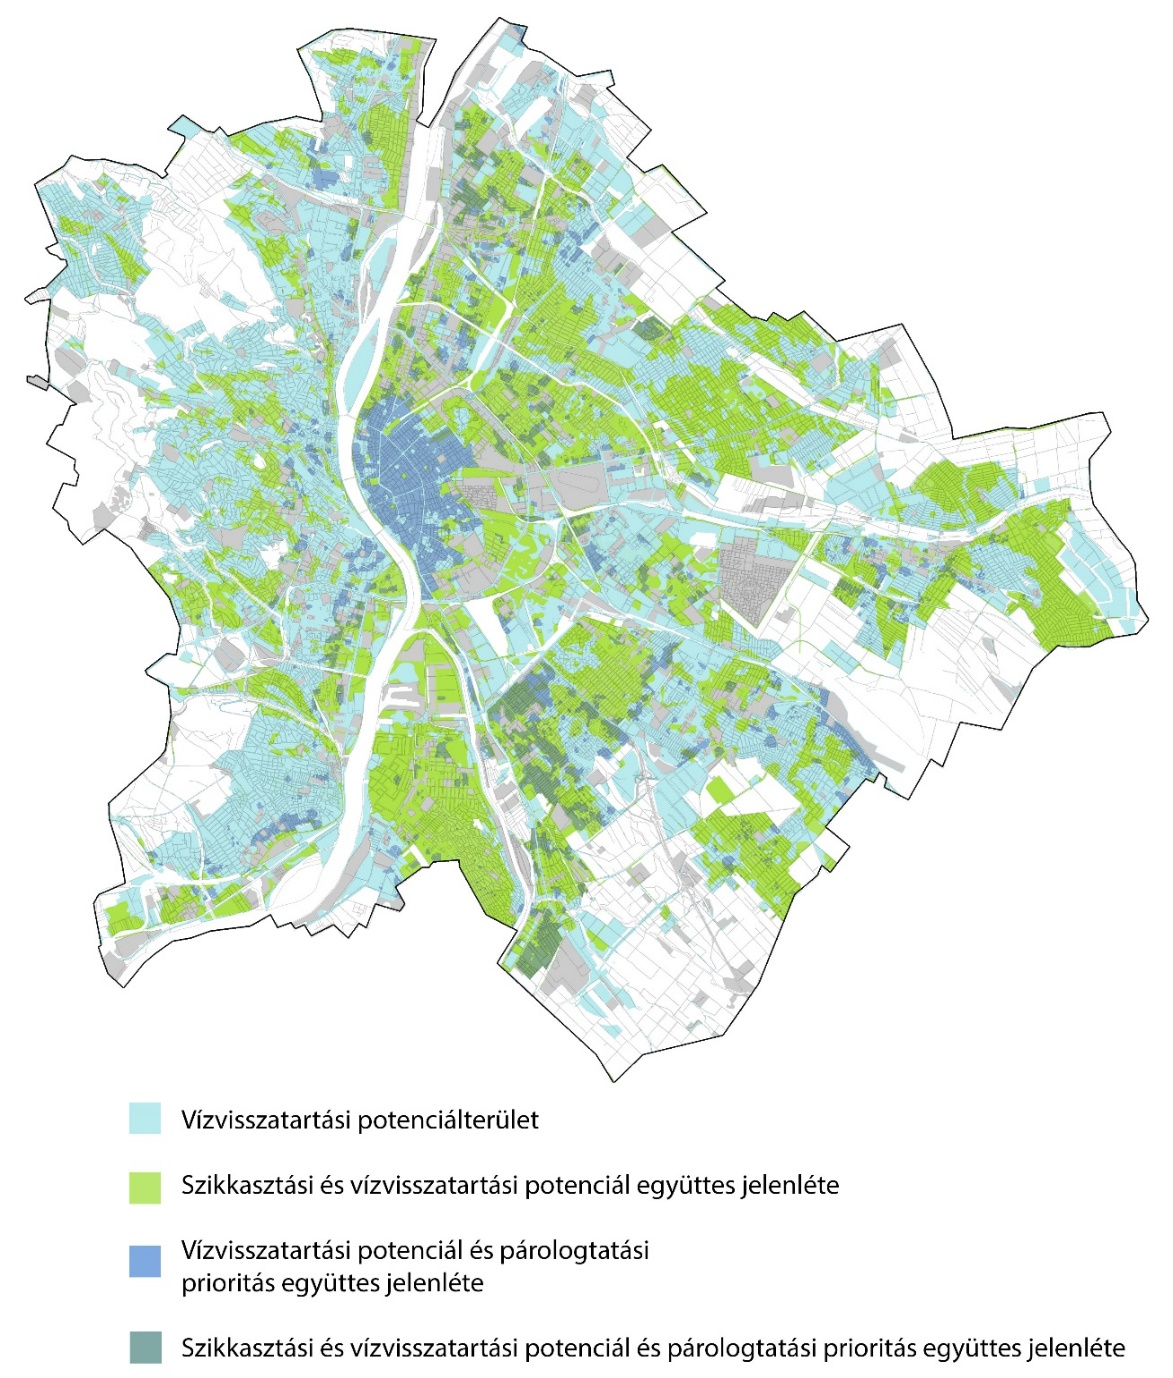 Vízvisszatartási potenciálterület
Szikkasztási és vízvisszatartási potenciál együttes jelenléte
Vízvisszatartási potenciál és párologtatási
prioritás együttes jelenléte
Szikkasztási és vízvisszatartási potenciál és párologtatási prioritás együttes jelenléte